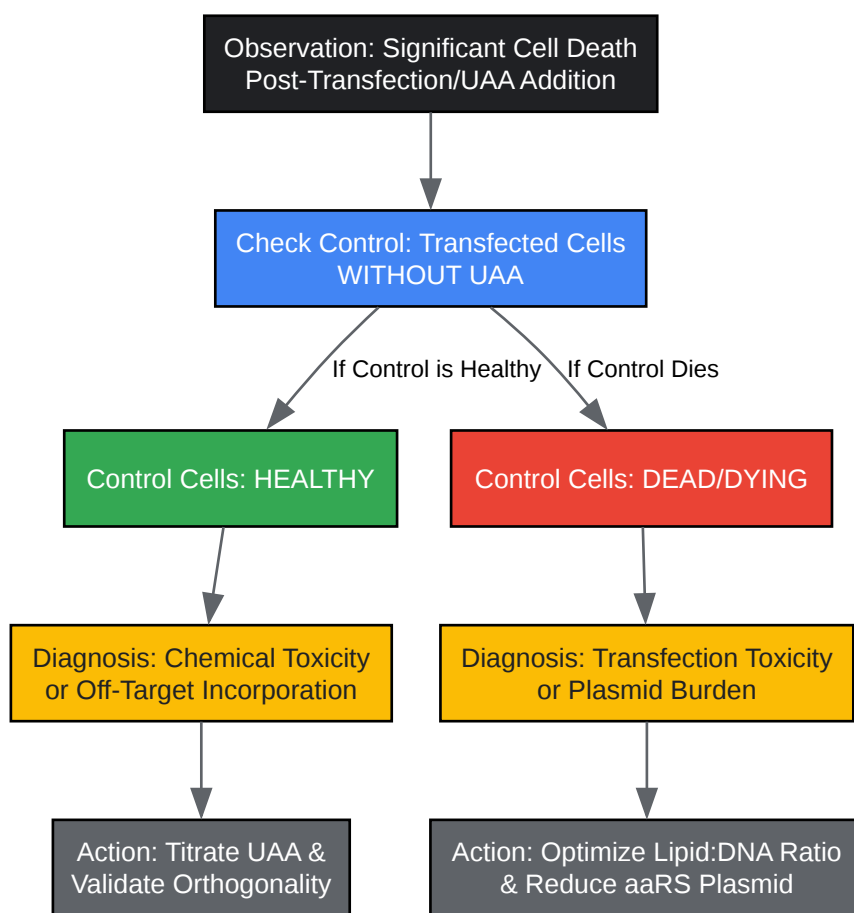 Observation: Significant Cell Death
Post-Transfection/UAA Addition
Check Control: Transfected Cells
WITHOUT UAA
If Control is Healthy
If Control Dies
Control Cells: HEALTHY
Control Cells: DEAD/DYING
Diagnosis: Chemical Toxicity
or Off-Target Incorporation
Diagnosis: Transfection Toxicity
or Plasmid Burden
Action: Titrate UAA &
Validate Orthogonality
Action: Optimize Lipid:DNA Ratio
& Reduce aaRS Plasmid